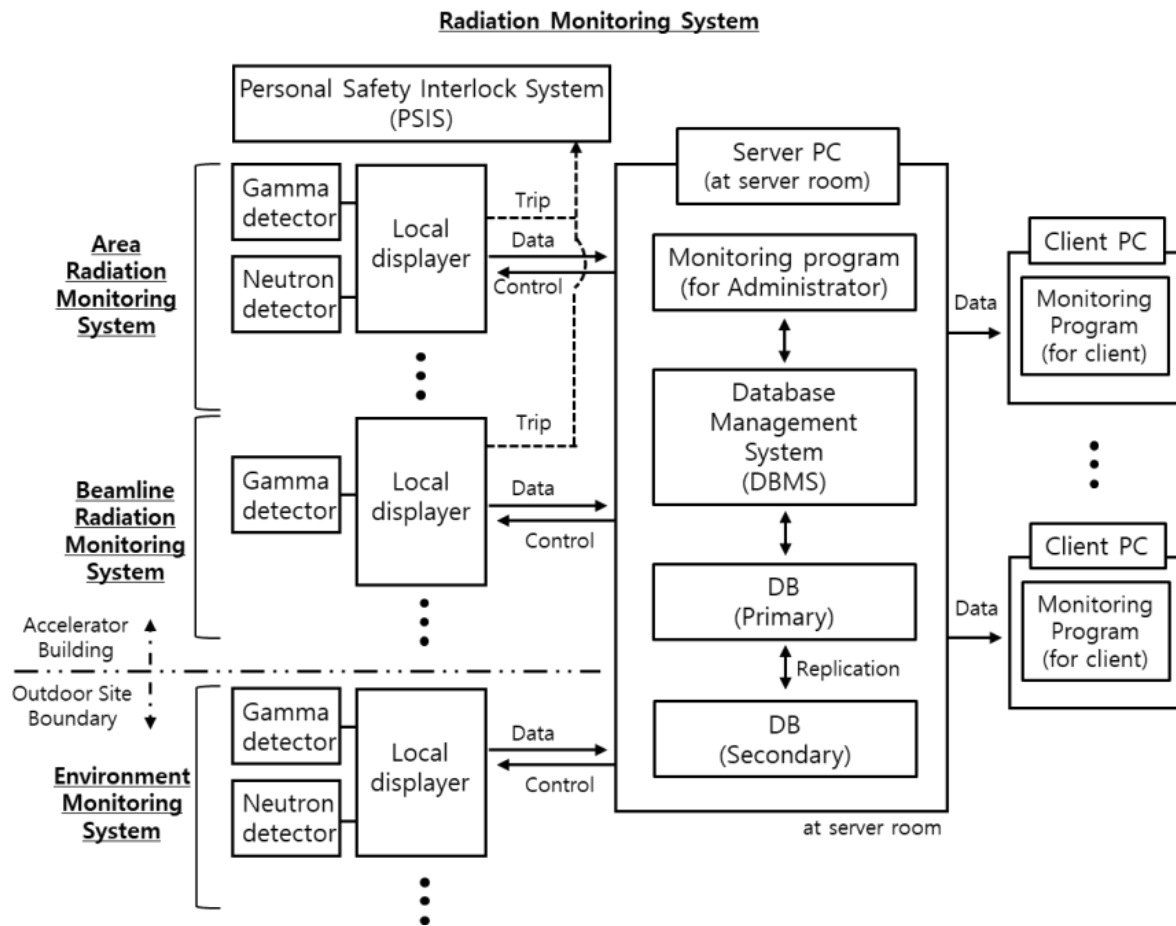 Radiation Monitoring System
Personal Safety Interlock System
(PSIS)
Area
Radiation
Monitoring
System
Gamma
detector
Neutron
detector
Local
displayer
Trip
Data
Control
Beamline
Radiation
Monitoring
System
Gamma
detector
Local
displayer
Trip
Data
Control
Accelerator
Building
Outdoor Site
Boundary
Environment
Monitoring
System
Gamma
detector
Neutron
detector
Local
displayer
Data
Control
Server PC
(at server room)
Monitoring program
(for Administrator)
Database
Management
System
(DBMS)
DB
(Primary)
Replication
DB
(Secondary)
at server room
Data
Client PC
Monitoring
Program
(for client)
Data
Client PC
Monitoring
Program
(for client)